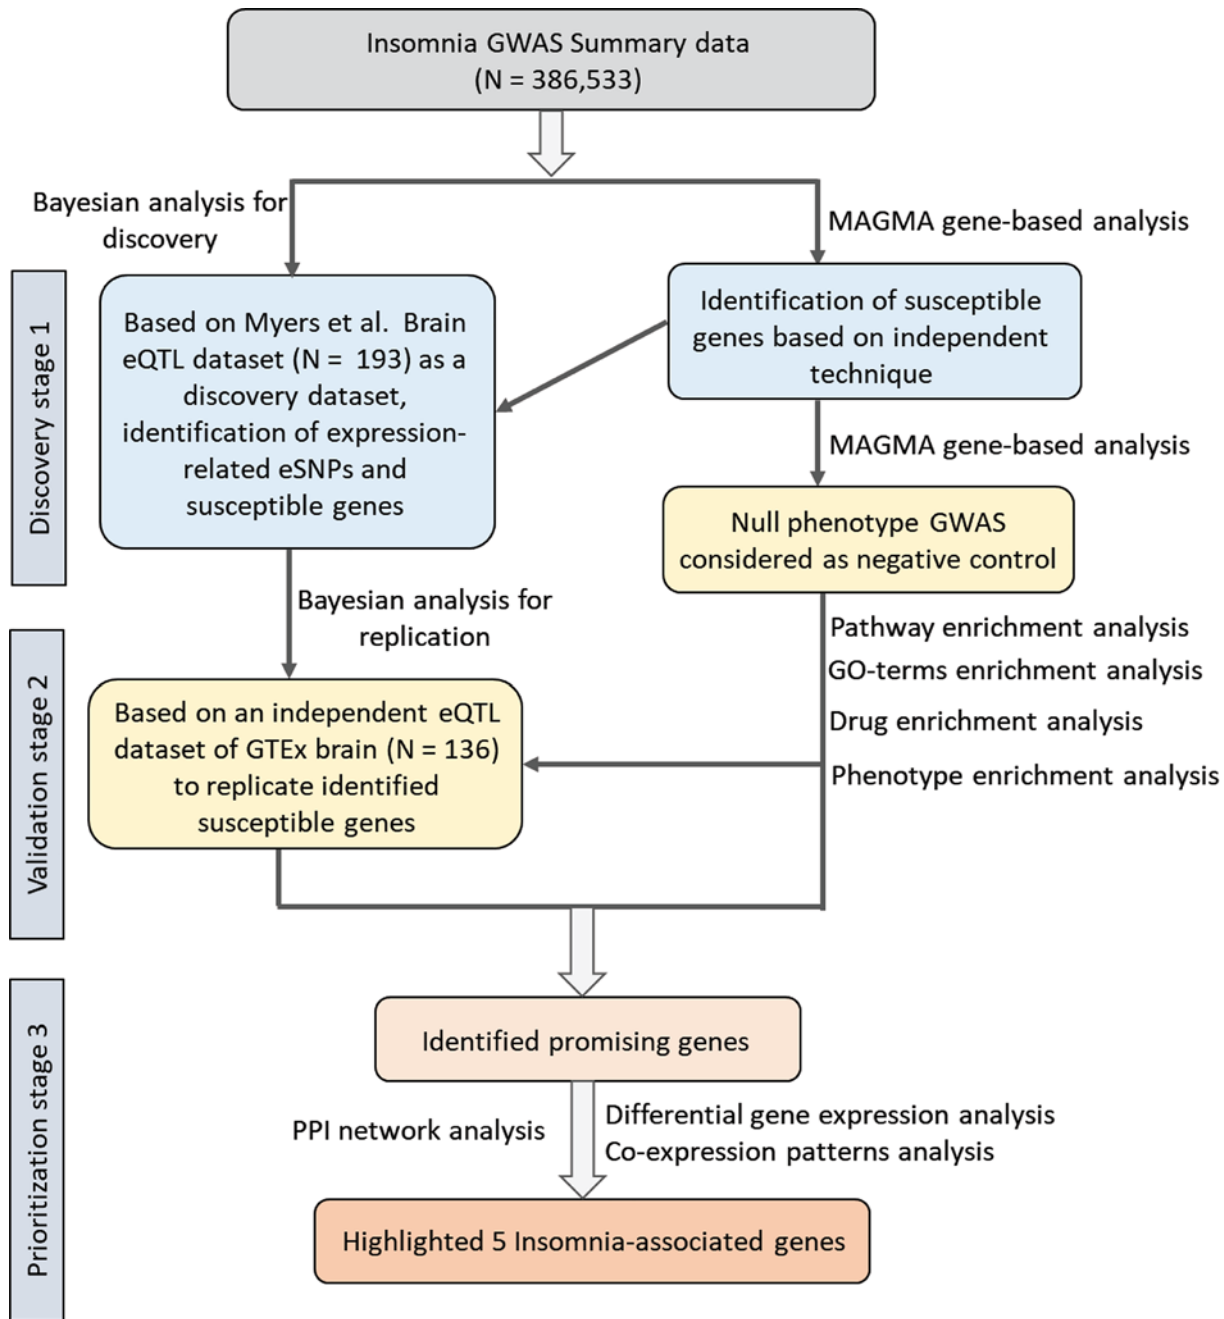 Insomnia GWAS Summary data
(N = 386,533)
Bayesian analysis for
discovery
MAGMA gene-based analysis
Discovery stage 1
Based on Myers et al. Brain
eQTL dataset (N = 193) as a
discovery dataset,
identification of expression-
related eSNPs and
susceptible genes
Identification of susceptible
genes based on independent
technique
MAGMA gene-based analysis
Null phenotype GWAS
considered as negative control
Bayesian analysis for
replication
Pathway enrichment analysis
GO-terms enrichment analysis
Drug enrichment analysis
Phenotype enrichment analysis
Validation stage 2
Based on an independent eQTL
dataset of GTEx brain (N = 136)
to replicate identified
susceptible genes
Prioritization stage 3
Identified promising genes
PPI network analysis
Differential gene expression analysis
Co-expression patterns analysis
Highlighted 5 Insomnia-associated genes